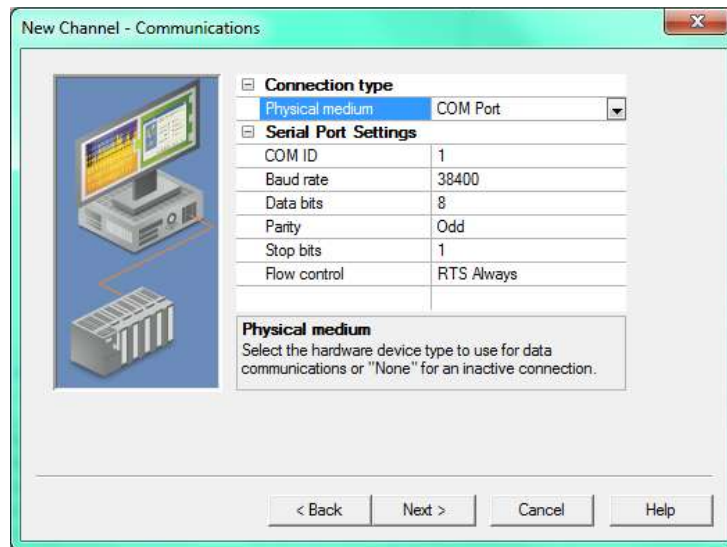 New Channel - Communications
Connection type
Physical medium COM Port
Serial Port Settings
COM ID 1
Baud rate 38400
Data bits 8
Parity Odd
Stop bits 1
Flow control RTS Always
Physical medium
Select the hardware device type to use for data
communications or "None" for an inactive connection.
< Back Next > Cancel Help